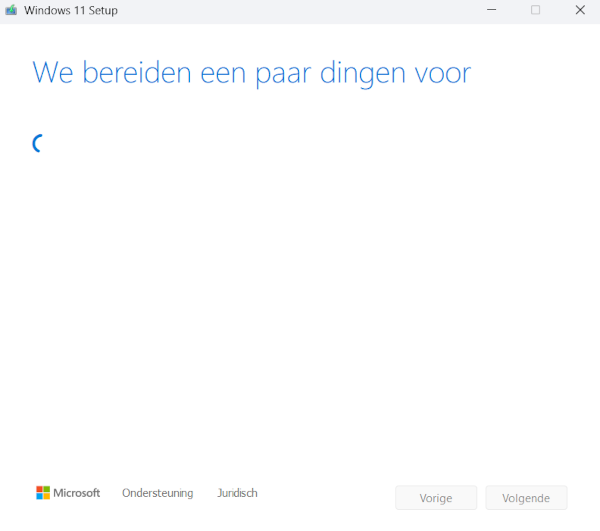 Windows 11 Setup
We bereiden een paar dingen voor
Microsoft Ondersteuning Juridisch Vorige Volgende